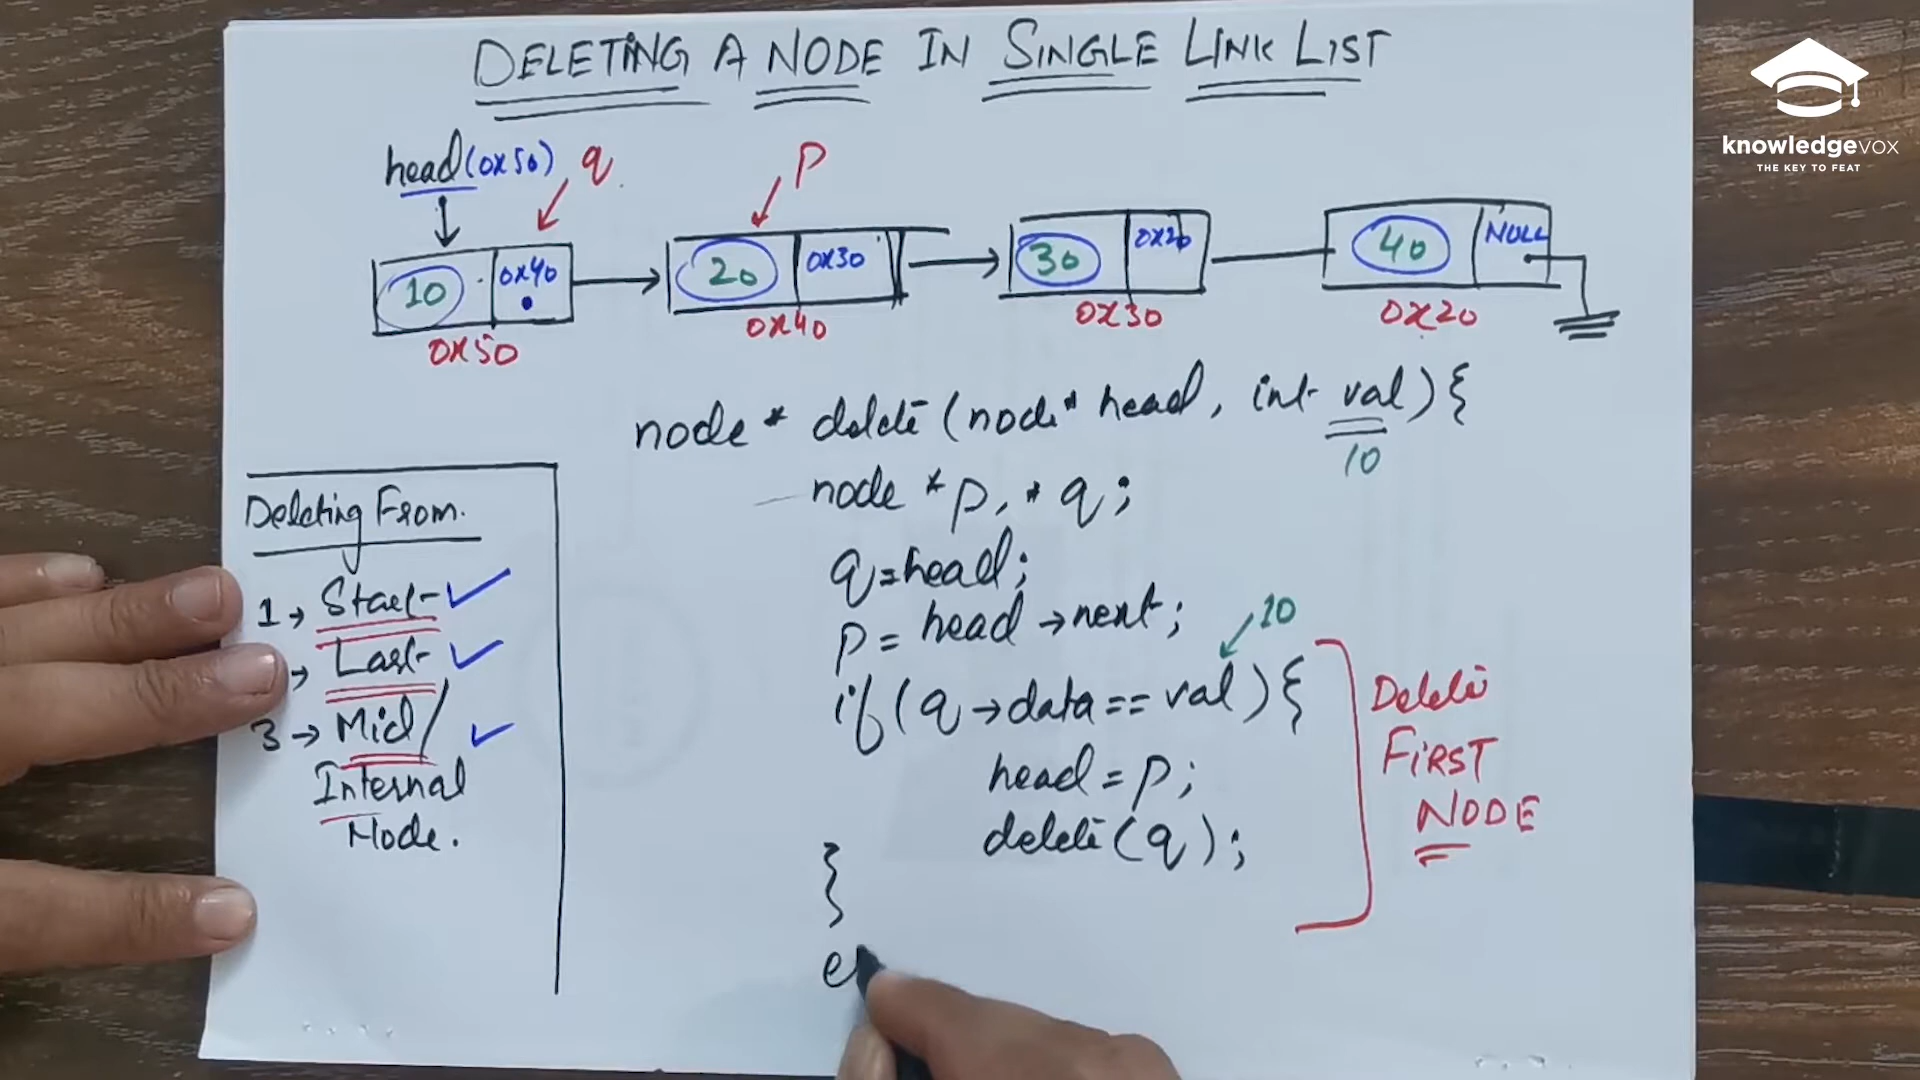 DELETING A NODE IN SINGLE LINK LIST
knowledgevox
THE KEY TO FEAT
head(0x50) q p
10 0x40 20 0x30 30 0x20 40 NULL
0x50 0x40 0x30 0x20
node * delete (node* head, int val) {
10
node *p, *q;
q=head;
p = head →next;
10
if (q →data == val) {
head = p;
delete (q);
}
e
Delete
FIRST
NODE
Deleting From.
1→ Start ✓
→ Last ✓
3→ Mid/ ✓
Internal
Node.